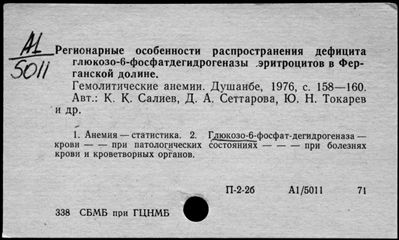 А1
5011
Регионарные особенности распространения дефицита
глюкозо-6-фосфатдегидрогеназы эритроцитов в Фер-
ганской долине.
Гемолитические анемии. Душанбе, 1976, с. 158—160.
Авт.: К. К. Салиев, Д. А. Сеттарова, Ю. Н. Токарев
и др.
1. Анемия — статистика. 2. Глюкозо-6-фосфат-дегидрогеназа —
крови — — при патологических состояниях — — — при болезнях
крови и кроветворных органов.
П-2-2б А1/5011 71
338 СБМБ при ГЦНМБ